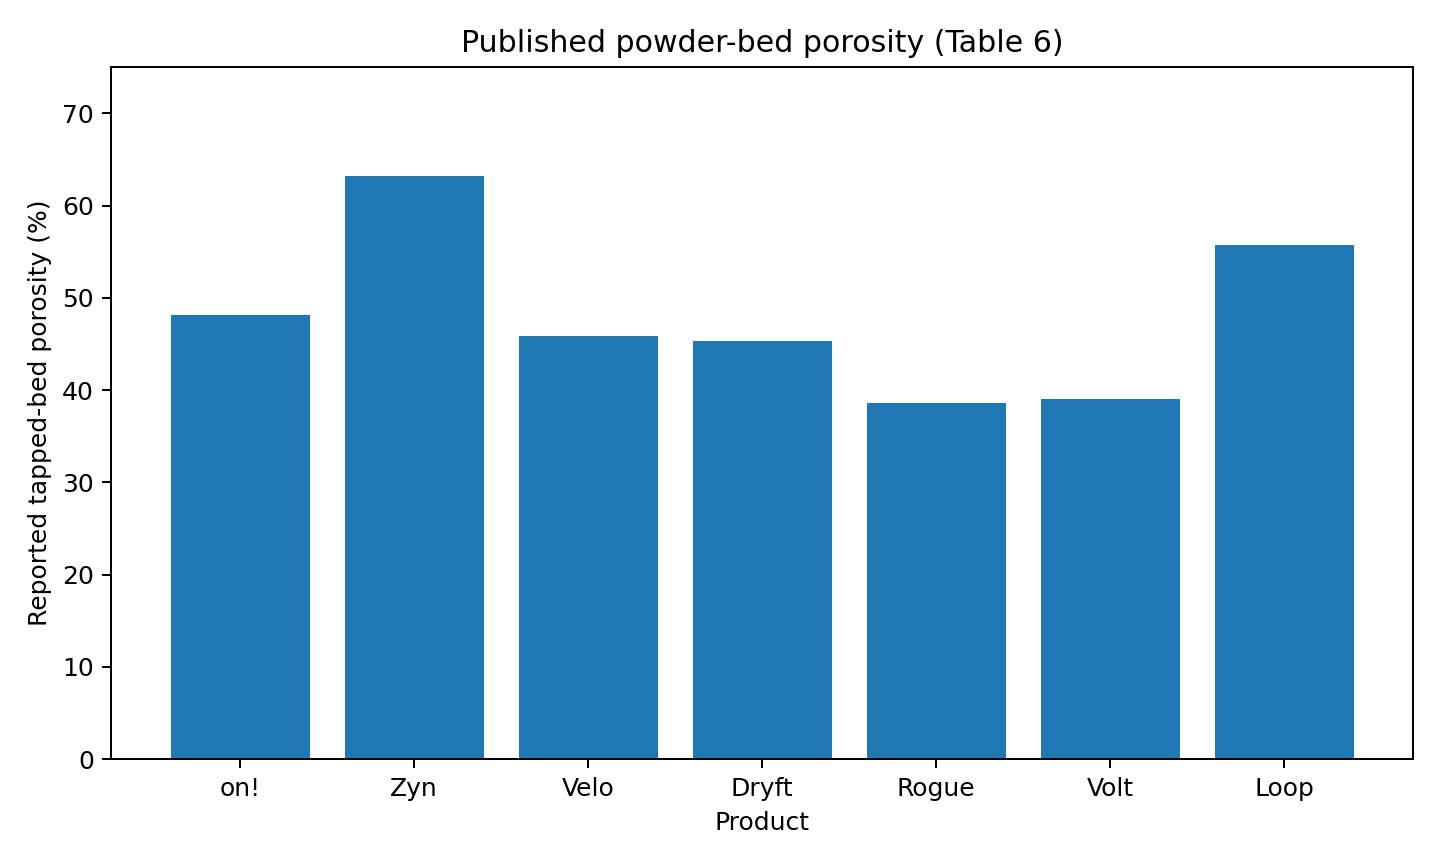 Published powder-bed porosity (Table 6)
Reported tapped-bed porosity (%)
70
60
50
40
30
20
10
0
on! Zyn Velo Dryft Rogue Volt Loop
Product